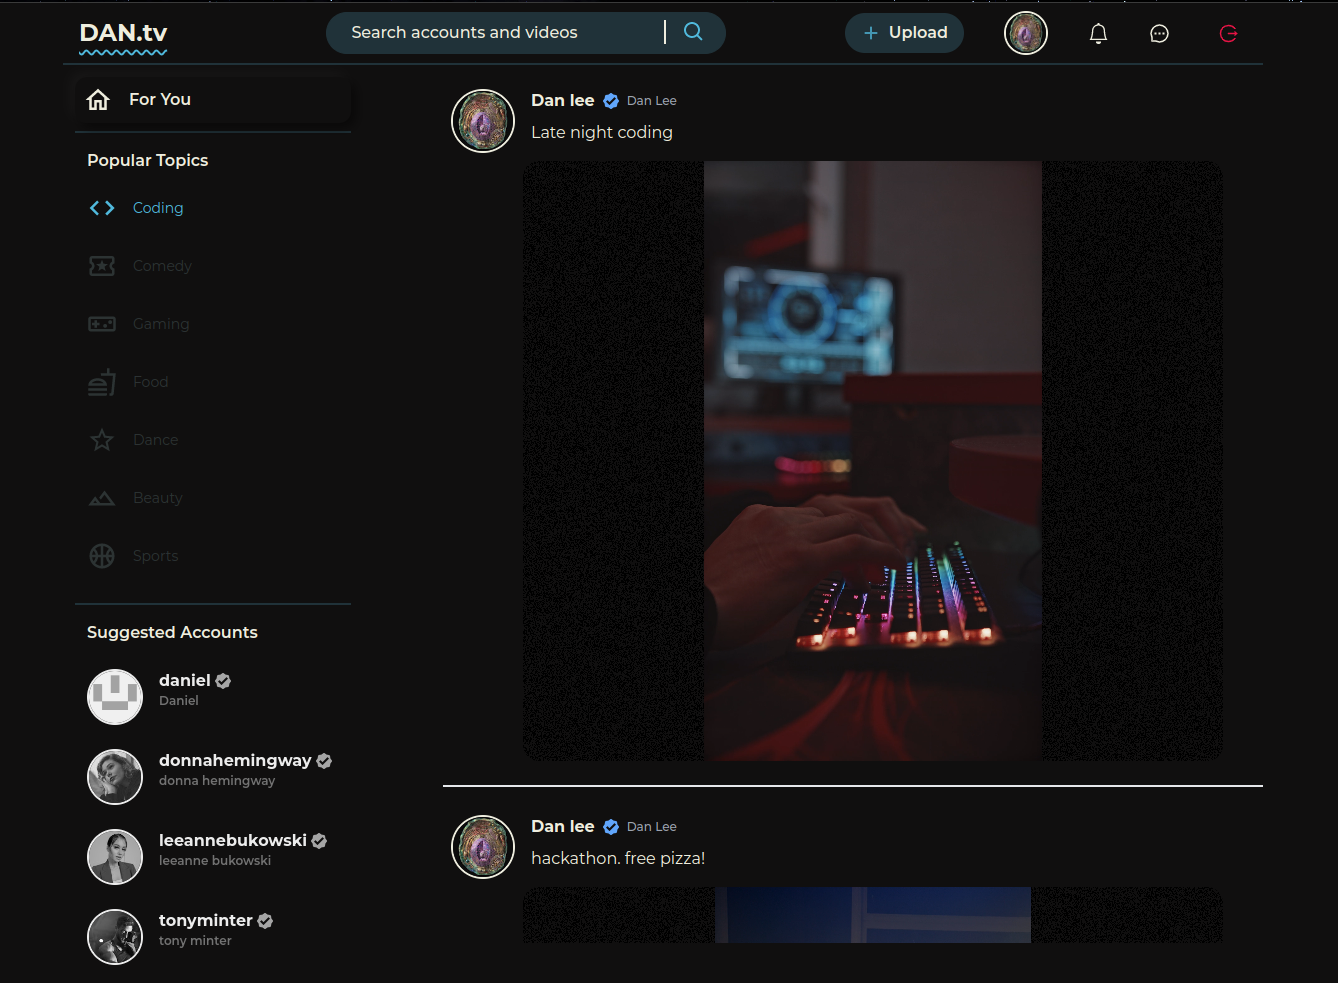 DAN.tv
Search accounts and videos
Upload
For You
Popular Topics
Coding
Comedy
Gaming
Food
Dance
Beauty
Sports
Suggested Accounts
daniel
Daniel
donnahemingway
donna hemingway
leeannebukowski
leeanne bukowski
tonyminter
tony minter
Dan lee Dan Lee
Late night coding
Dan lee Dan Lee
hackathon. free pizza!